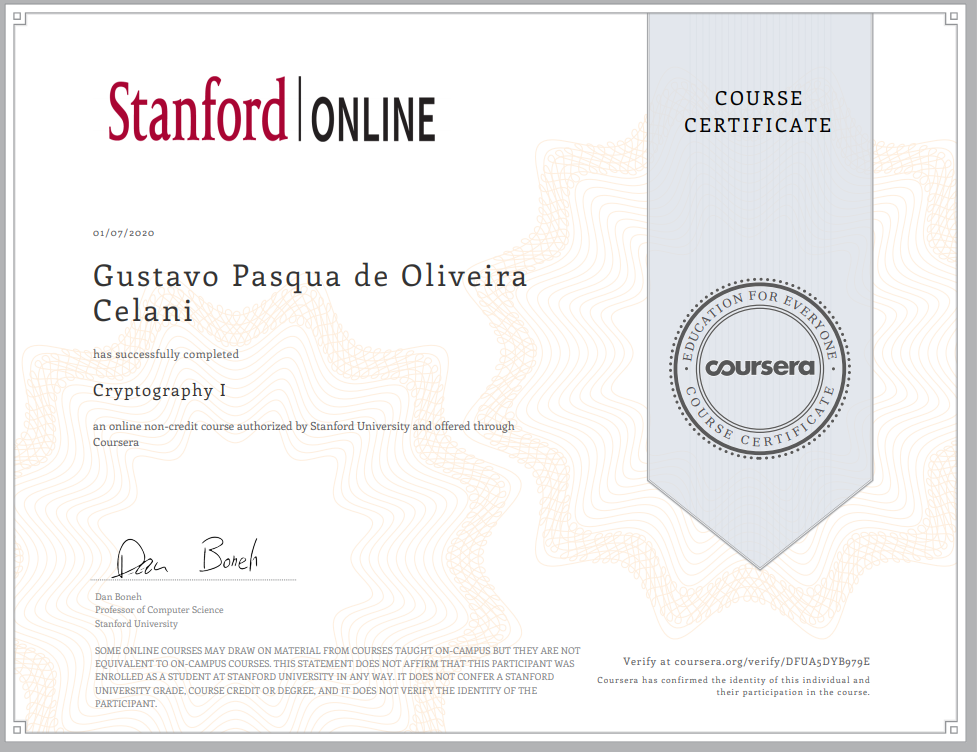 Stanford ONLINE
COURSE
CERTIFICATE
01/07/2020
Gustavo Pasqua de Oliveira
Celani
has successfully completed
Cryptography I
an online non-credit course authorized by Stanford University and offered through
Coursera
EDUCATION FOR EVERYONE
coursera
COURSE CERTIFICATE
Dan Boneh
Dan Boneh
Professor of Computer Science
Stanford University
SOME ONLINE COURSES MAY DRAW ON MATERIAL FROM COURSES TAUGHT ON-CAMPUS BUT THEY ARE NOT
EQUIVALENT TO ON-CAMPUS COURSES. THIS STATEMENT DOES NOT AFFIRM THAT THIS PARTICIPANT WAS
ENROLLED AS A STUDENT AT STANFORD UNIVERSITY IN ANY WAY. IT DOES NOT CONFER A STANFORD
UNIVERSITY GRADE, COURSE CREDIT OR DEGREE, AND IT DOES NOT VERIFY THE IDENTITY OF THE
PARTICIPANT.
Verify at coursera.org/verify/DFUA5DYB979E
Coursera has confirmed the identity of this individual and
their participation in the course.